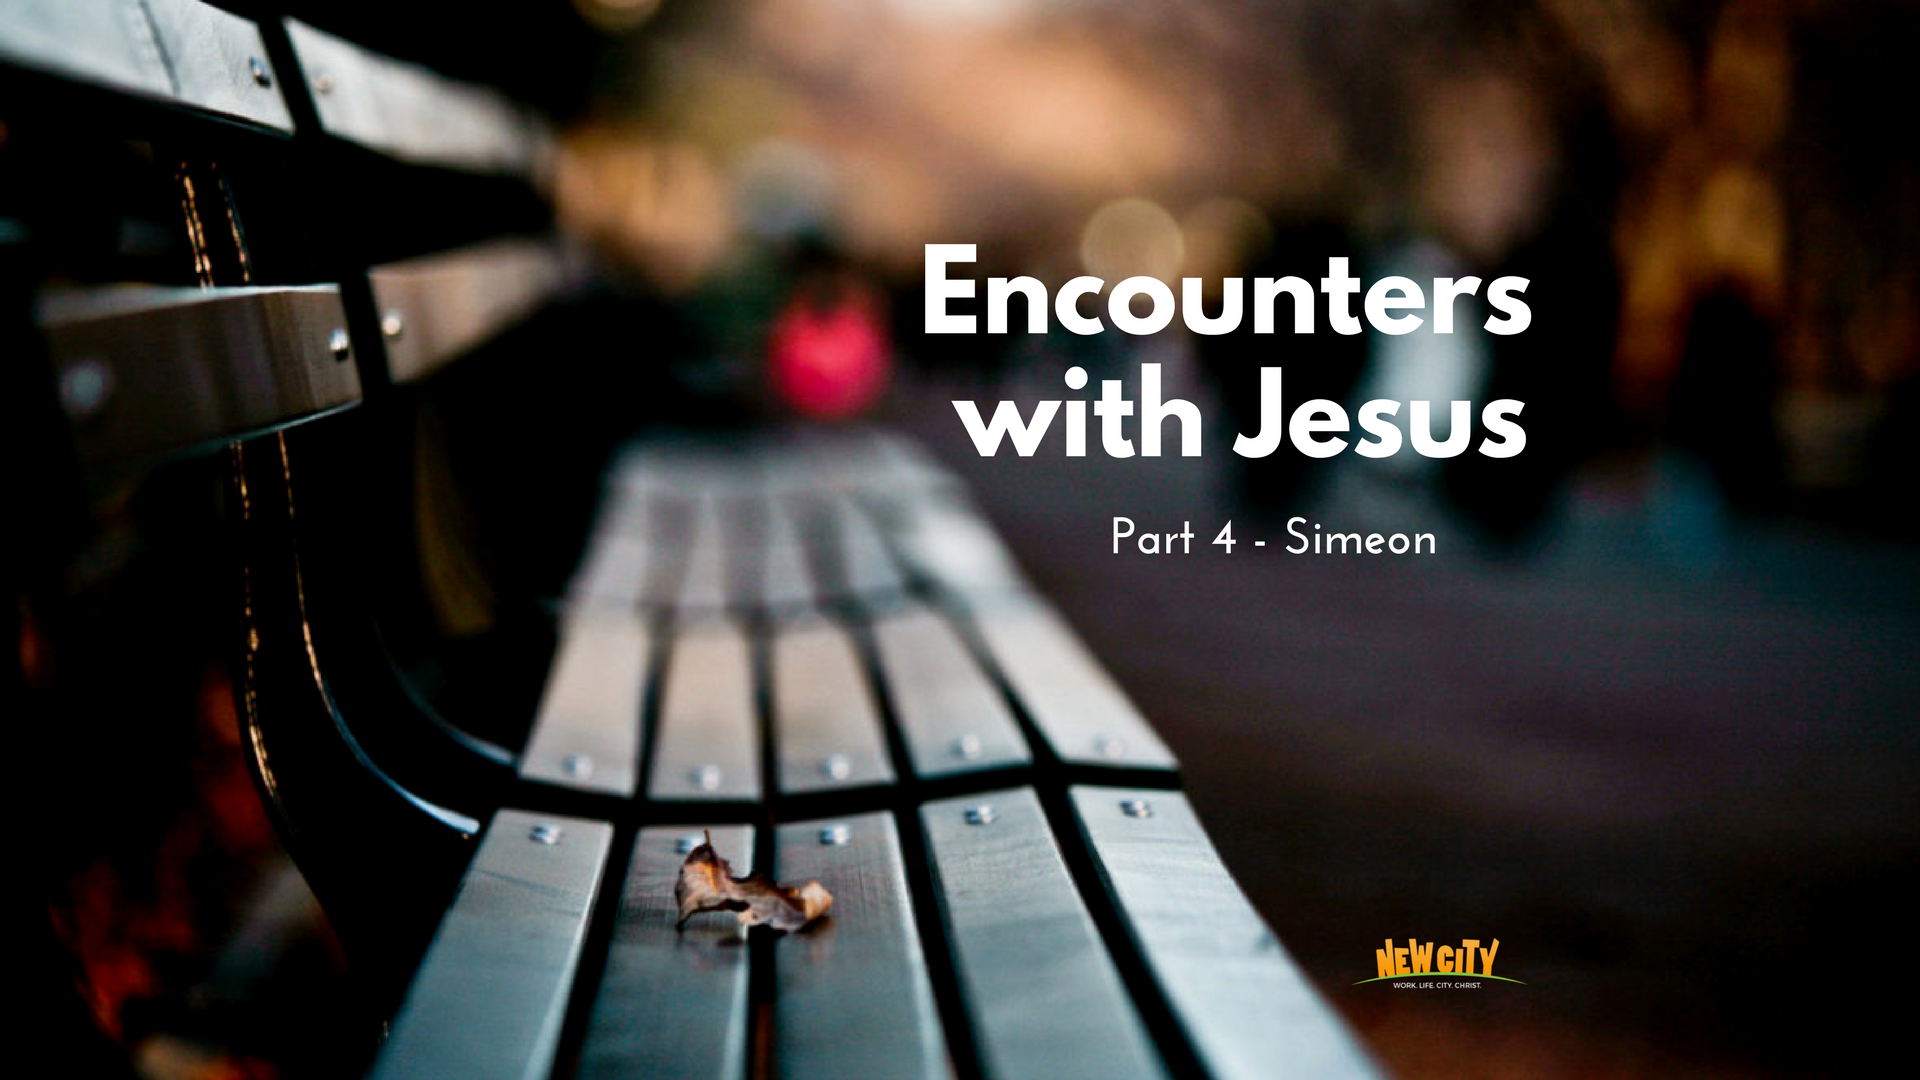 Encounters
with Jesus
Part 4 - Simeon
NEW CITY
WORK. LIFE. CITY. CHRIST.